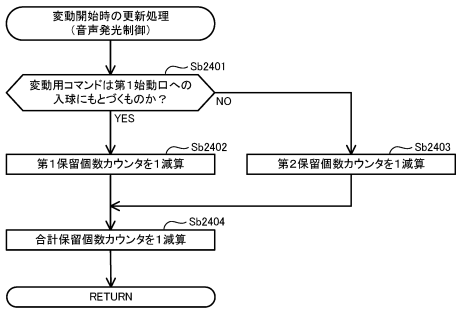 変動開始時の更新処理
(音声発光制御)
Sb2401
変動用コマンドは第1始動口への
入球にもとづくものか?
NO
YES
Sb2402
第1保留個数カウンタを1減算
Sb2403
第2保留個数カウンタを1減算
Sb2404
合計保留個数カウンタを1減算
RETURN